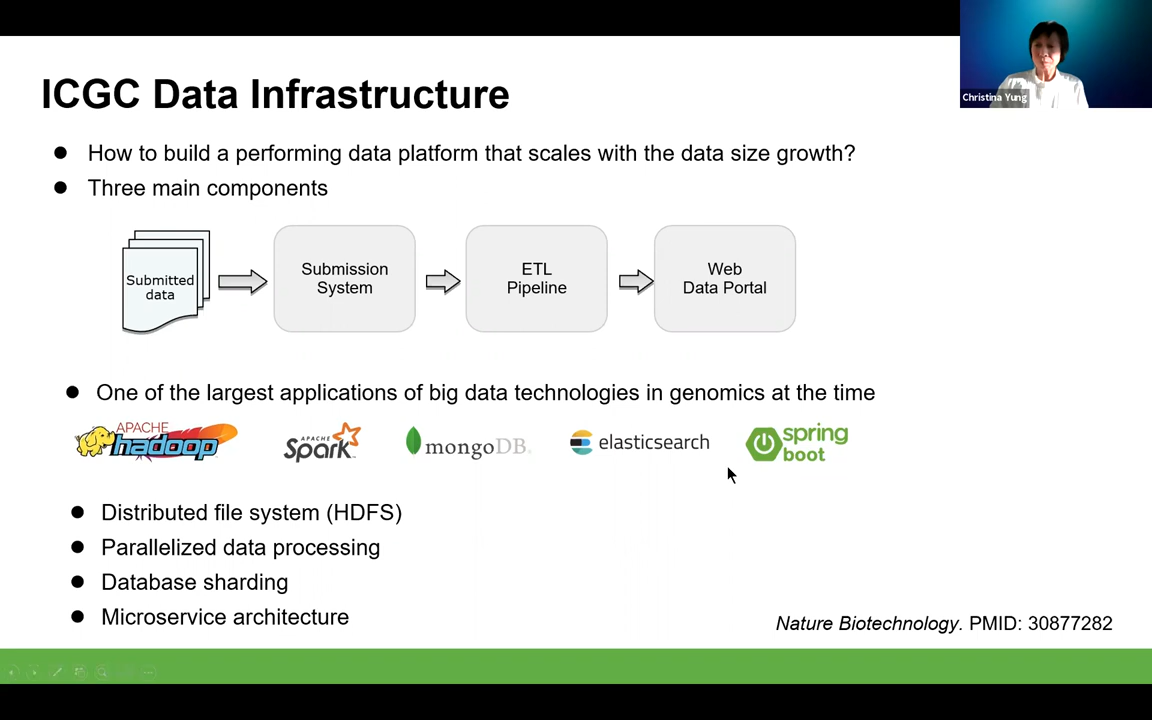 ICGC Data Infrastructure
Christina Yung
● How to build a performing data platform that scales with the data size growth?
● Three main components
Submitted
data
Submission
System
ETL
Pipeline
Web
Data Portal
● One of the largest applications of big data technologies in genomics at the time
APACHE
hadoop
APACHE
Spark
mongoDB
elasticsearch
spring
boot
● Distributed file system (HDFS)
● Parallelized data processing
● Database sharding
● Microservice architecture
Nature Biotechnology. PMID: 30877282